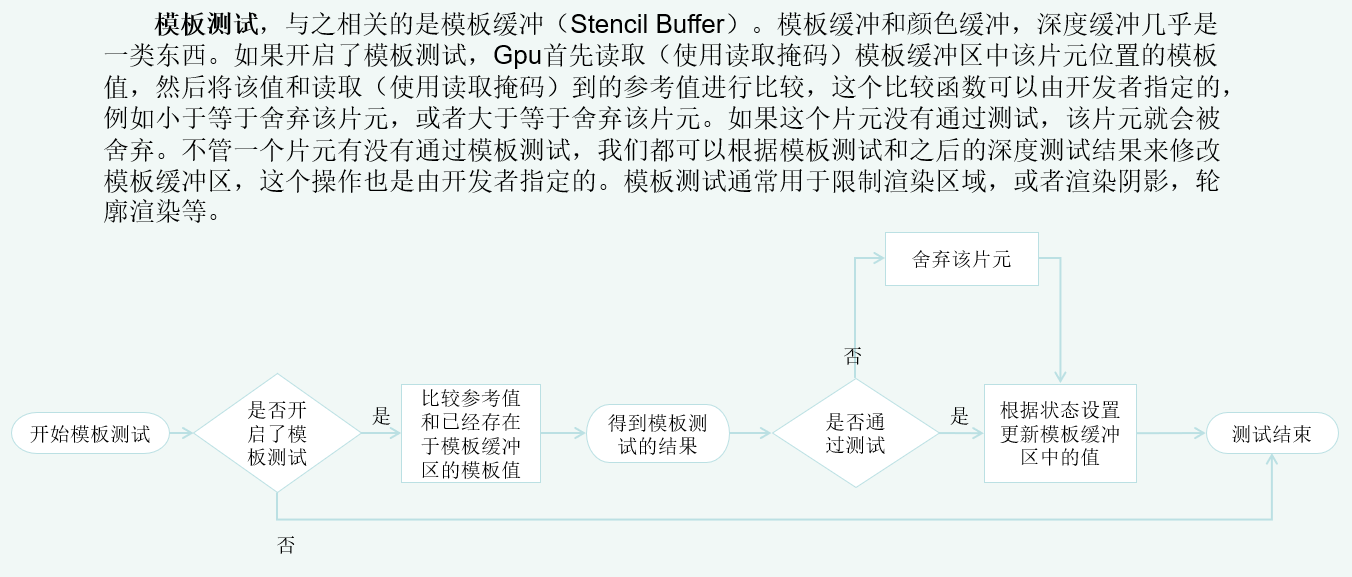 模板测试，与之相关的是模板缓冲（Stencil Buffer）。模板缓冲和颜色缓冲，深度缓冲几乎是
一类东西。如果开启了模板测试，Gpu首先读取（使用读取掩码）模板缓冲区中该片元位置的模板
值，然后将该值和读取（使用读取掩码）到的参考值进行比较，这个比较函数可以由开发者指定的，
例如小于等于舍弃该片元，或者大于等于舍弃该片元。如果这个片元没有通过测试，该片元就会被
舍弃。不管一个片元有没有通过模板测试，我们都可以根据模板测试和之后的深度测试结果来修改
模板缓冲区，这个操作也是由开发者指定的。模板测试通常用于限制渲染区域，或者渲染阴影，轮
廓渲染等。
舍弃该片元
否
开始模板测试
是否开
启了模
板测试
是
比较参考值
和已经存在
于模板缓冲
区的模板值
得到模板测
试的结果
是否通
过测试
是
根据状态设置
更新模板缓冲
区中的值
测试结束
否